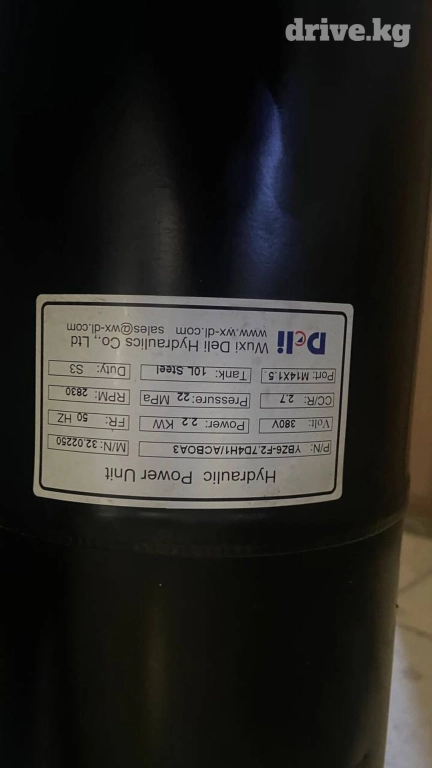 drive.kg
Hydraulic Power Unit
P/N: YBZ6-F2.7D4H1/ACBOA3 M/N: 32.02250
Volt: 380V Power: 2.2 KW FR: 50 HZ
CC/R: 2.7 Pressure: 22 MPa RPM: 2830
Port: M14X1.5 Tank: 10L Steel Duty: S3
Deli Wuxi Deli Hydraulics Co., Ltd
www.wx-dl.com sales@wx-dl.com